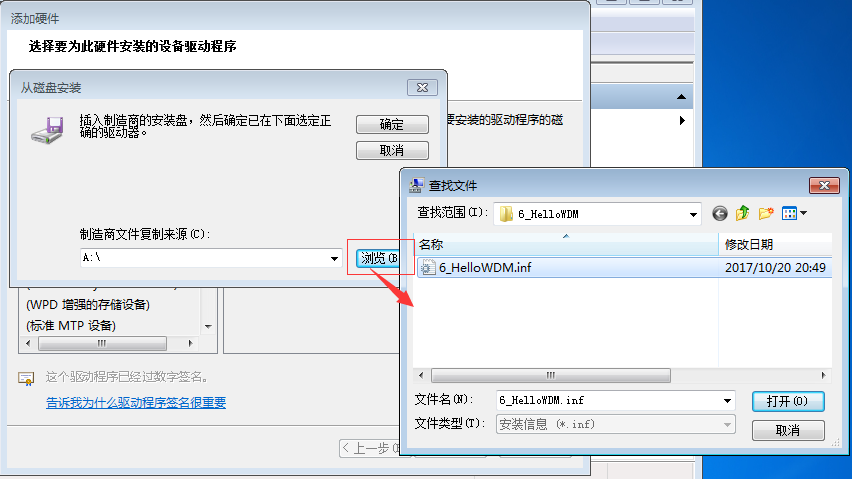 添加硬件
选择要为此硬件安装的设备驱动程序
从磁盘安装
插入制造商的安装盘，然后确定已在下面选定正
确的驱动器。
确定
取消
要安装的驱动程序的磁
制造商文件复制来源(C):
A:\
浏览(B
查找文件
查找范围(I):
6_HelloWDM
名称
修改日期
6_HelloWDM.inf
2017/10/20 20:49
(WPD 增强的存储设备)
(标准 MTP 设备)
这个驱动程序已经过数字签名。
告诉我为什么驱动程序签名很重要
文件名(N):
6_HelloWDM.inf
打开(O)
文件类型(T):
安装信息 (*.inf)
取消
< 上一步(B